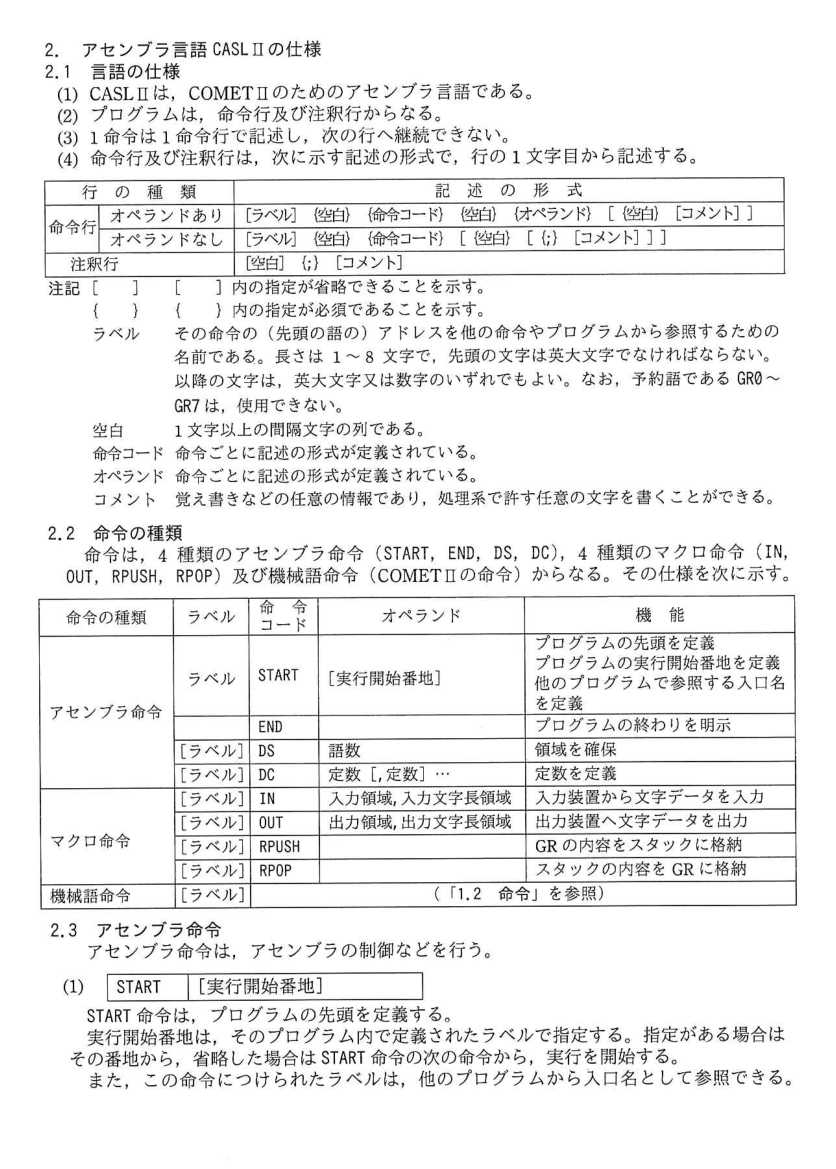 2. アセンブラ言語 CASLⅡの仕様
2.1 言語の仕様
(1) CASLⅡは，COMETⅡのためのアセンブラ言語である。
(2) プログラムは，命令行及び注釈行からなる。
(3) 1命令は1命令行で記述し，次の行へ継続できない。
(4) 命令行及び注釈行は，次に示す記述の形式で，行の1文字目から記述する。
行の種類 記述の形式
命令行 オペランドあり [ラベル] {空白} {命令コード} {空白} {オペランド} [ {空白} [コメント] ]
オペランドなし [ラベル] {空白} {命令コード} [ {空白} [ {;} [コメント] ] ]
注釈行 [空白] {;} [コメント]
注記 [ ] [ ] 内の指定が省略できることを示す。
{ } { } 内の指定が必須であることを示す。
ラベル その命令の（先頭の語の）アドレスを他の命令やプログラムから参照するための
名前である。長さは 1～8 文字で，先頭の文字は英大文字でなければならない。
以降の文字は，英大文字又は数字のいずれでもよい。なお，予約語である GR0～
GR7 は，使用できない。
空白 1文字以上の間隔文字の列である。
命令コード 命令ごとに記述の形式が定義されている。
オペランド 命令ごとに記述の形式が定義されている。
コメント 覚え書きなどの任意の情報であり，処理系で許す任意の文字を書くことができる。
2.2 命令の種類
命令は，4 種類のアセンブラ命令（START，END，DS，DC），4 種類のマクロ命令（IN，
OUT，RPUSH，RPOP）及び機械語命令（COMETⅡの命令）からなる。その仕様を次に示す。
命令の種類 ラベル 命令コード オペランド 機能
アセンブラ命令 ラベル START [実行開始番地] プログラムの先頭を定義
プログラムの実行開始番地を定義
他のプログラムで参照する入口名
を定義
END プログラムの終わりを明示
[ラベル] DS 語数 領域を確保
[ラベル] DC 定数 [,定数] … 定数を定義
マクロ命令 [ラベル] IN 入力領域,入力文字長領域 入力装置から文字データを入力
[ラベル] OUT 出力領域,出力文字長領域 出力装置へ文字データを出力
[ラベル] RPUSH GR の内容をスタックに格納
[ラベル] RPOP スタックの内容を GR に格納
機械語命令 [ラベル] (「1.2 命令」を参照)
2.3 アセンブラ命令
アセンブラ命令は，アセンブラの制御などを行う。
(1) START [実行開始番地]
START 命令は，プログラムの先頭を定義する。
実行開始番地は，そのプログラム内で定義されたラベルで指定する。指定がある場合は
その番地から，省略した場合は START 命令の次の命令から，実行を開始する。
また，この命令につけられたラベルは，他のプログラムから入口名として参照できる。